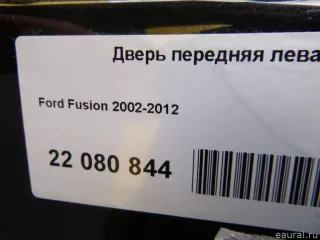 Дверь передняя лева
Ford Fusion 2002-2012
22 080 844
eaural.ru